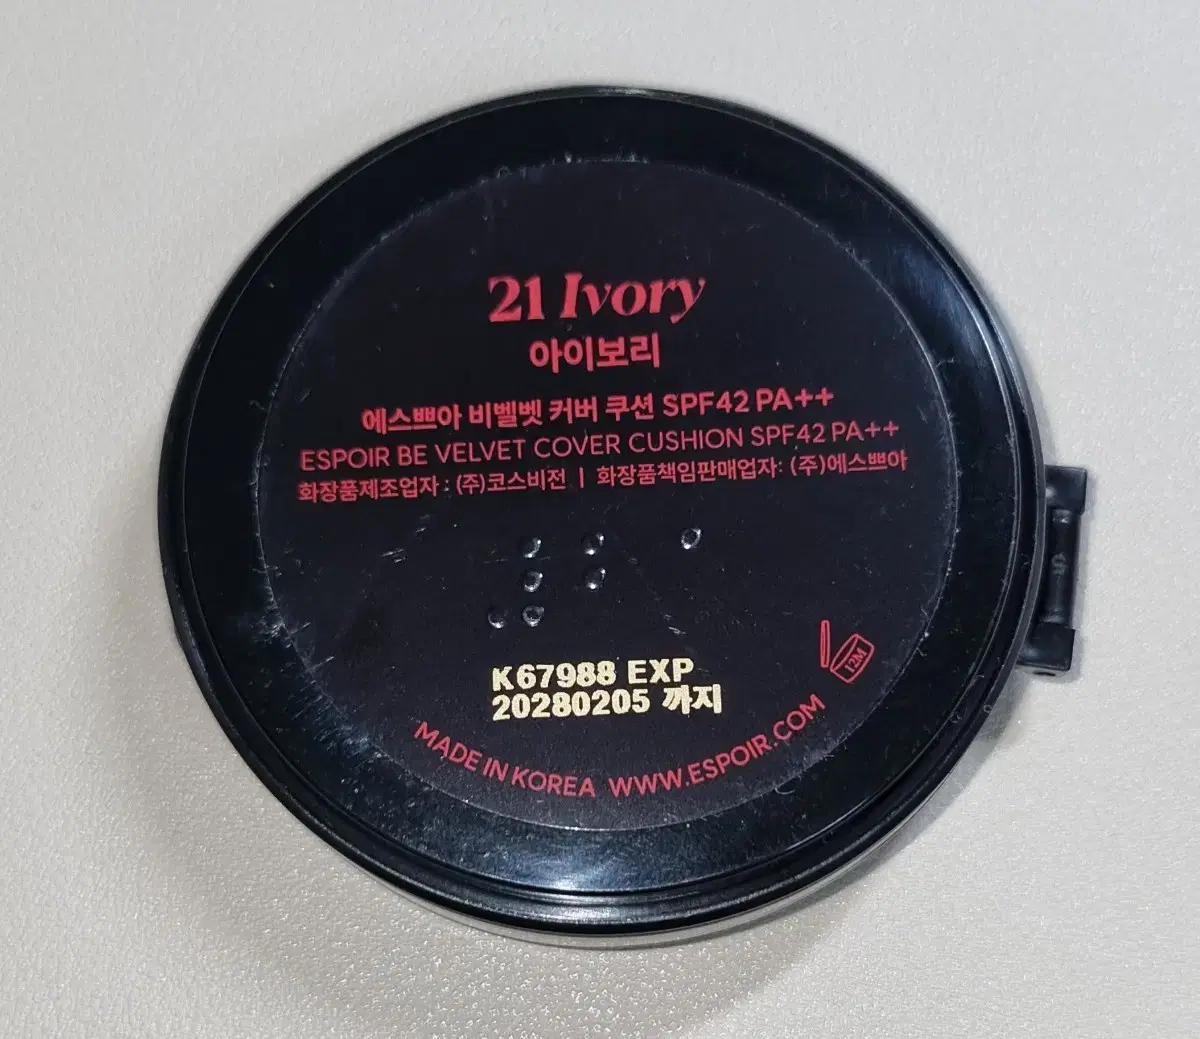 21 Ivory
아이보리
에스쁘아 비벨벳 커버 쿠션 SPF42 PA++
ESPOIR BE VELVET COVER CUSHION SPF42 PA++
화장품제조업자 : (주)코스비전 | 화장품책임판매업자: (주)에스쁘아
12M
K67988 EXP
20280205 까지
MADE IN KOREA WWW.ESPOIR.COM